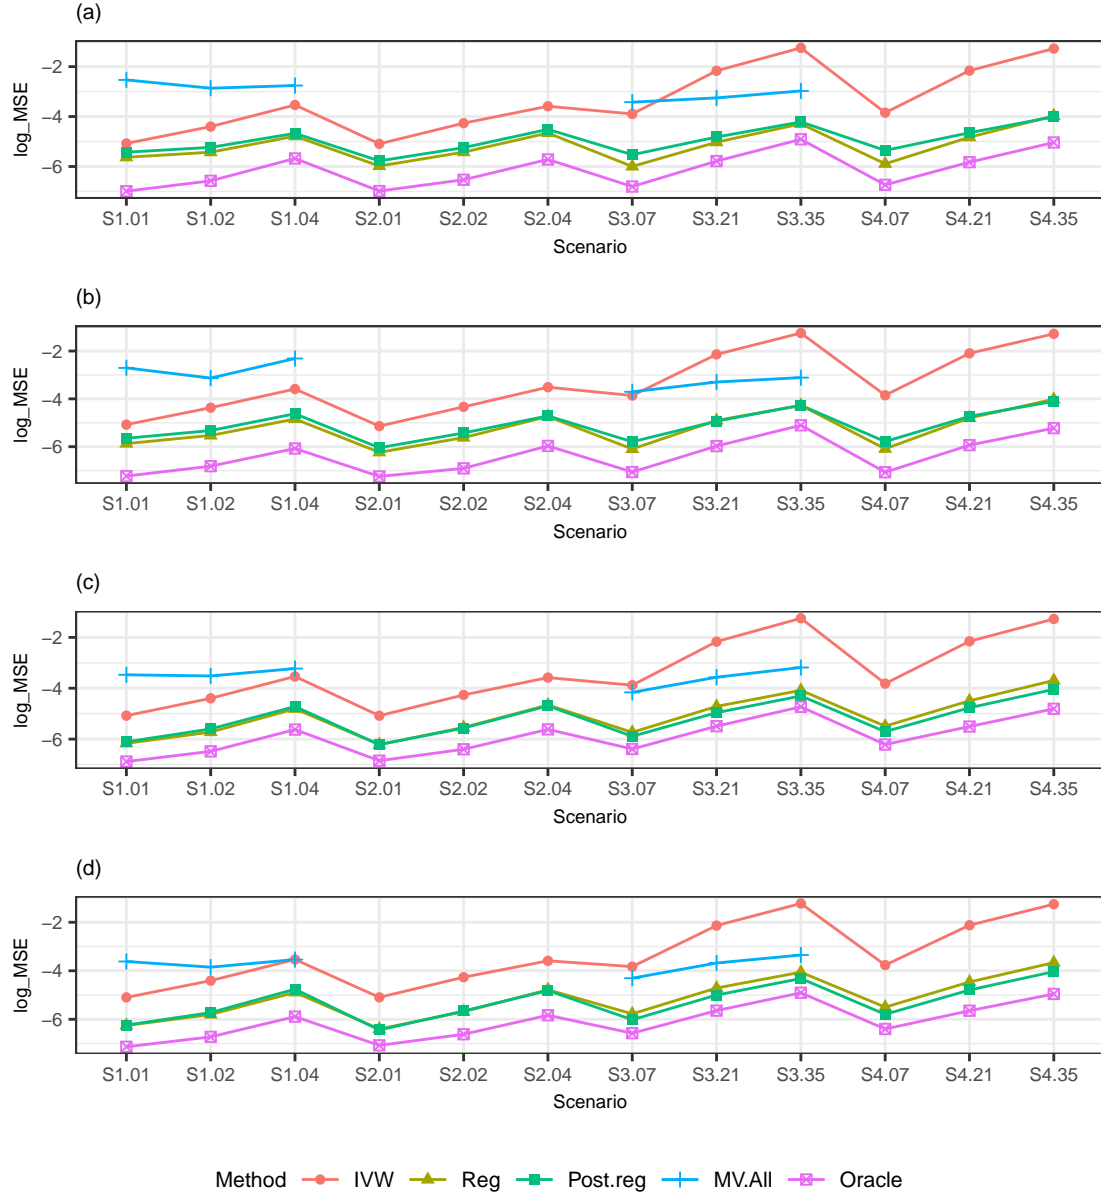 (a)
log_MSE
−2
−4
−6
S1.01 S1.02 S1.04 S2.01 S2.02 S2.04 S3.07 S3.21 S3.35 S4.07 S4.21 S4.35
Scenario
(b)
log_MSE
−2
−4
−6
S1.01 S1.02 S1.04 S2.01 S2.02 S2.04 S3.07 S3.21 S3.35 S4.07 S4.21 S4.35
Scenario
(c)
log_MSE
−2
−4
−6
S1.01 S1.02 S1.04 S2.01 S2.02 S2.04 S3.07 S3.21 S3.35 S4.07 S4.21 S4.35
Scenario
(d)
log_MSE
−2
−4
−6
S1.01 S1.02 S1.04 S2.01 S2.02 S2.04 S3.07 S3.21 S3.35 S4.07 S4.21 S4.35
Scenario
Method IVW Reg Post.reg MV.All Oracle